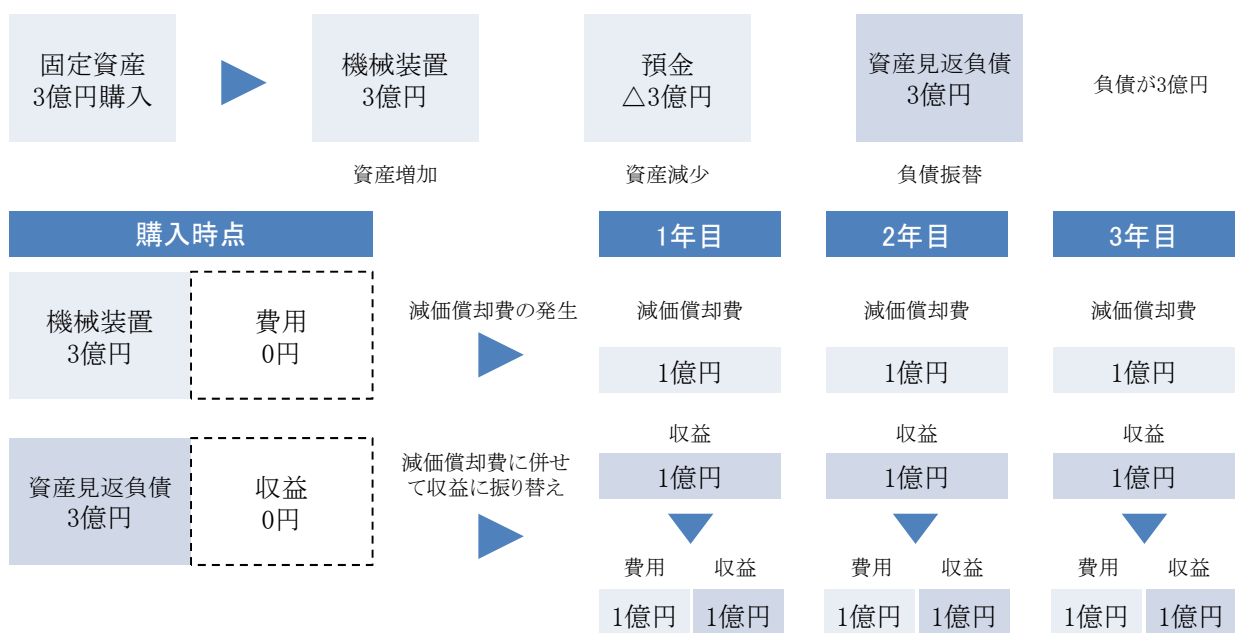 固定資産
3億円購入
機械装置
3億円
預金
△3億円
資産見返負債
3億円
負債が3億円
資産増加
資産減少
負債振替
購入時点
1年目
2年目
3年目
機械装置
3億円
費用
0円
減価償却費の発生
減価償却費
減価償却費
減価償却費
1億円
1億円
1億円
資産見返負債
3億円
収益
0円
減価償却費に併せ
て収益に振り替え
収益
収益
収益
1億円
1億円
1億円
費用
収益
費用
収益
費用
収益
1億円
1億円
1億円
1億円
1億円
1億円